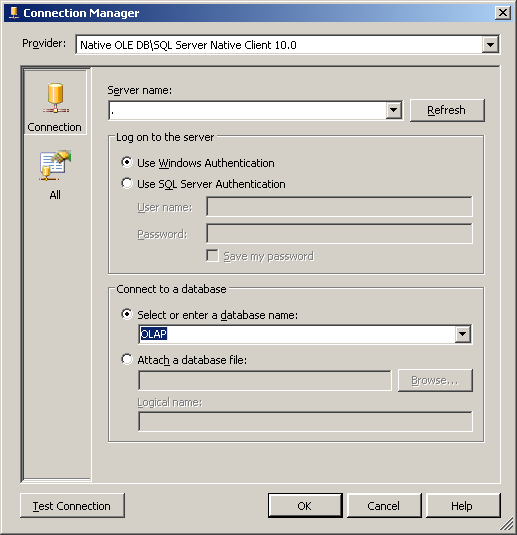 Connection Manager
Provider: Native OLE DB\SQL Server Native Client 10.0
Connection
All
Server name:
. Refresh
Log on to the server
Use Windows Authentication
Use SQL Server Authentication
User name:
Password:
Save my password
Connect to a database
Select or enter a database name:
OLAP
Attach a database file:
Browse...
Logical name:
Test Connection OK Cancel Help